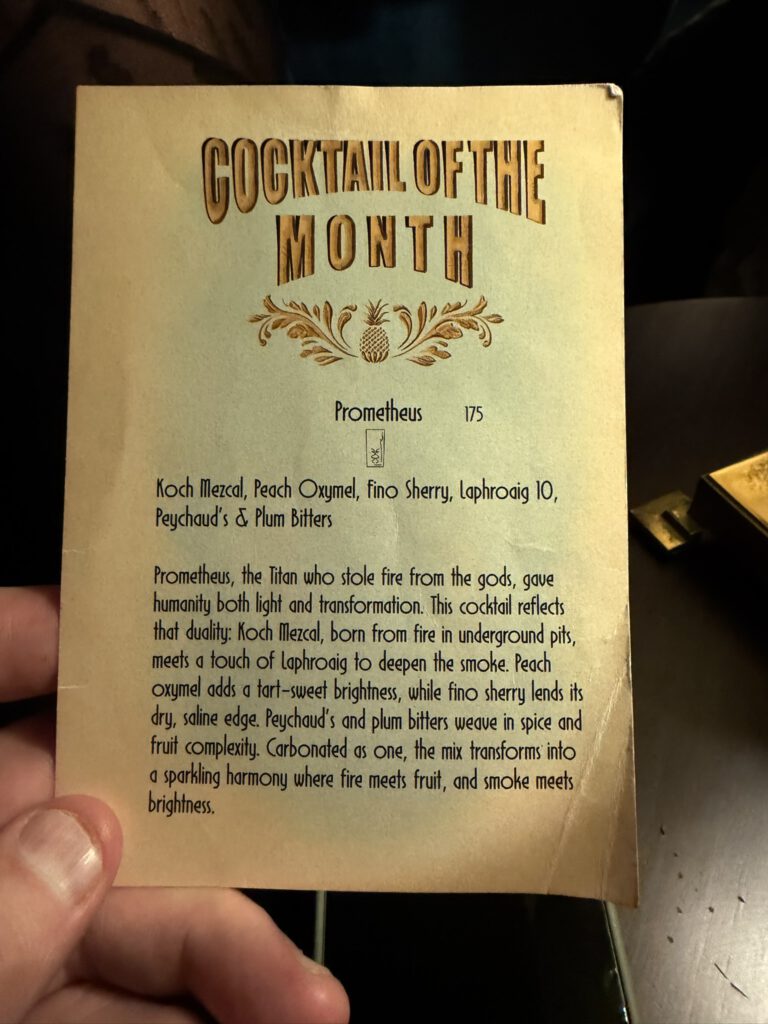 COCKTAIL OF THE
MONTH
Prometheus 175
Koch Mezcal, Peach Oxymel, Fino Sherry, Laphroaig 10,
Peychaud's & Plum Bitters
Prometheus, the Titan who stole fire from the gods, gave
humanity both light and transformation. This cocktail reflects
that duality: Koch Mezcal, born from fire in underground pits,
meets a touch of Laphroaig to deepen the smoke. Peach
oxymel adds a tart-sweet brightness, while fino sherry lends its
dry, saline edge. Peychaud's and plum bitters weave in spice and
fruit complexity. Carbonated as one, the mix transforms into
a sparkling harmony where fire meets fruit, and smoke meets
brightness.